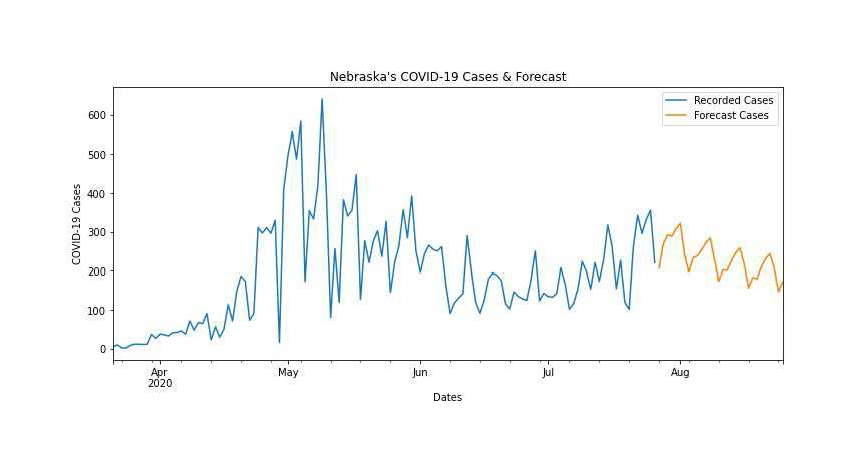 Nebraska's COVID-19 Cases & Forecast
Recorded Cases
Forecast Cases
COVID-19 Cases
600
500
400
300
200
100
0
Apr
2020
May
Jun
Jul
Aug
Dates